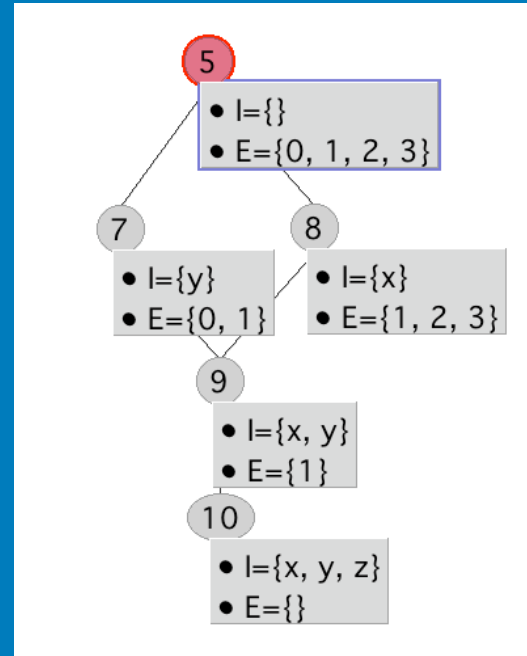 5
• I={}
• E={0, 1, 2, 3}
7
8
• I={y}
• E={0, 1}
• I={x}
• E={1, 2, 3}
9
• I={x, y}
• E={1}
10
• I={x, y, z}
• E={}